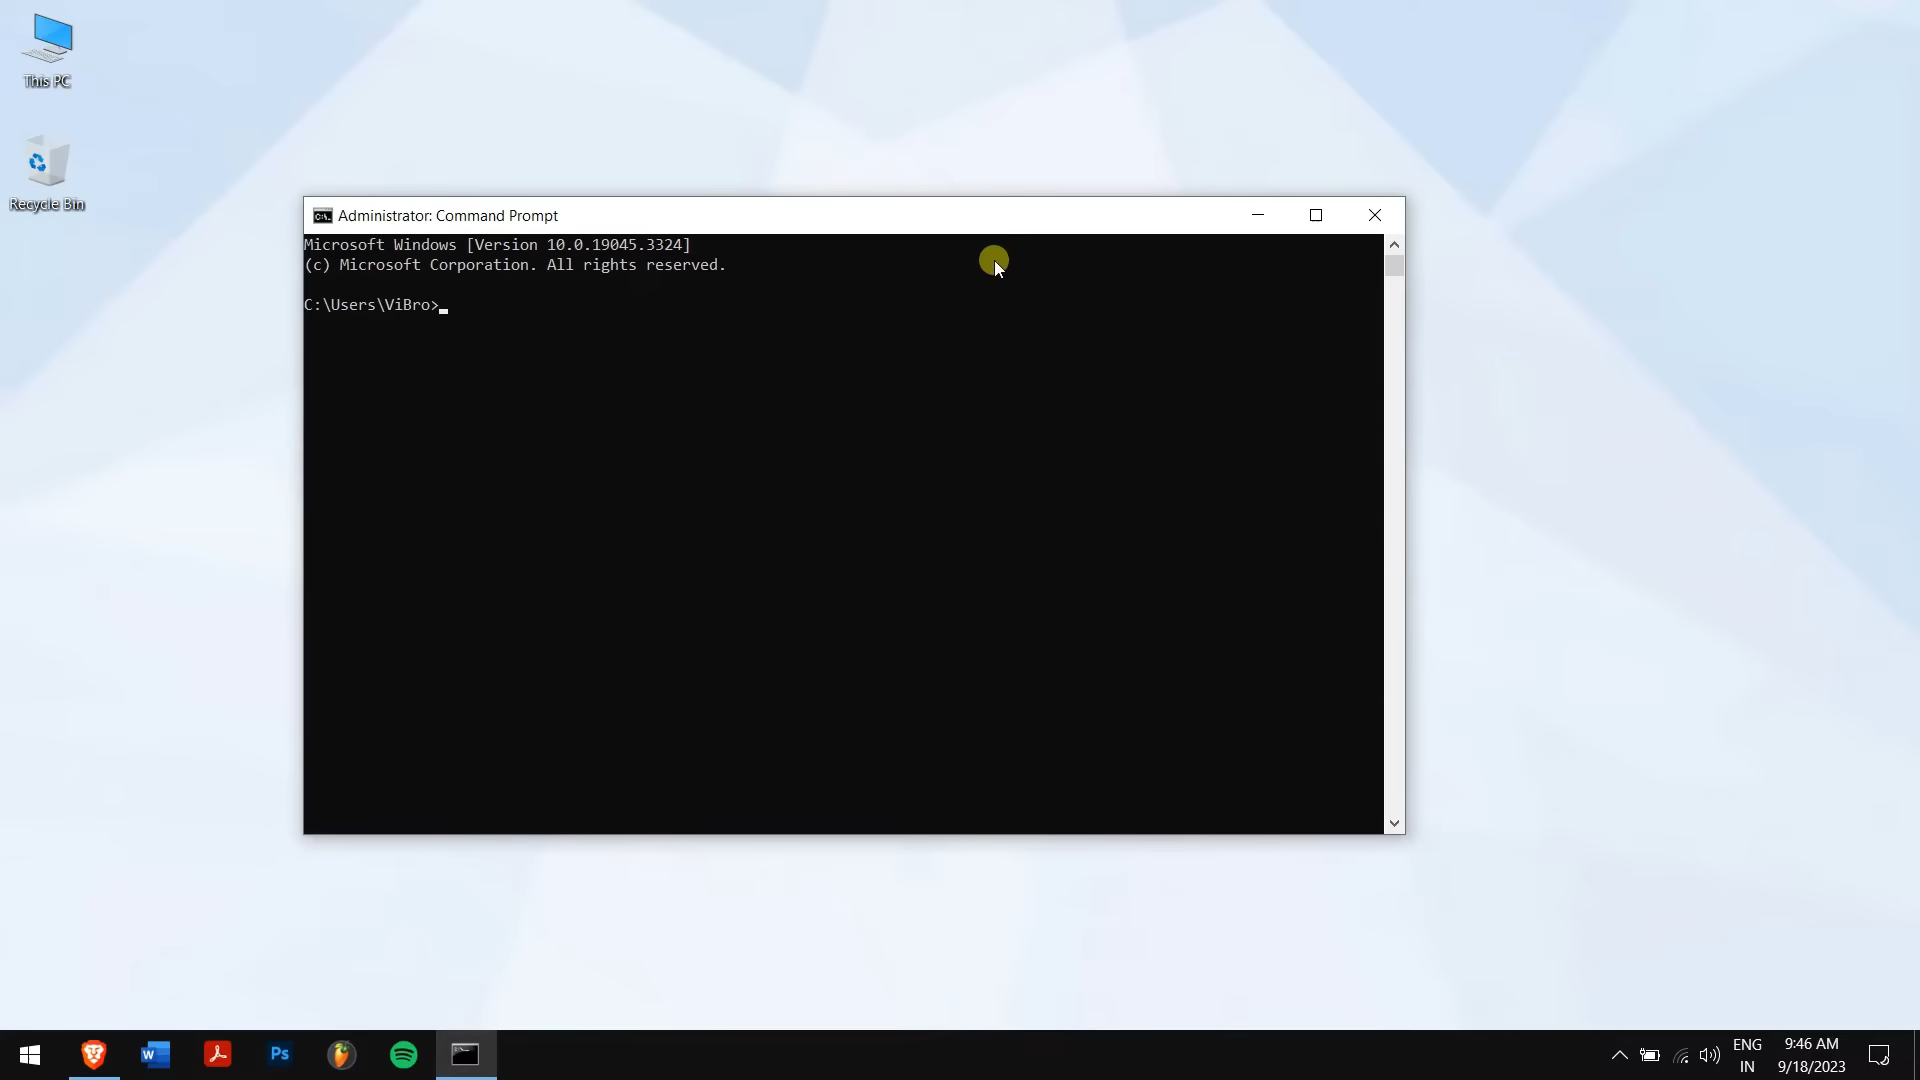 This PC
Recycle Bin
Administrator: Command Prompt
Microsoft Windows [Version 10.0.19045.3324]
(c) Microsoft Corporation. All rights reserved.
C:\Users\ViBro>
Ps
ENG
IN
9:46 AM
9/18/2023